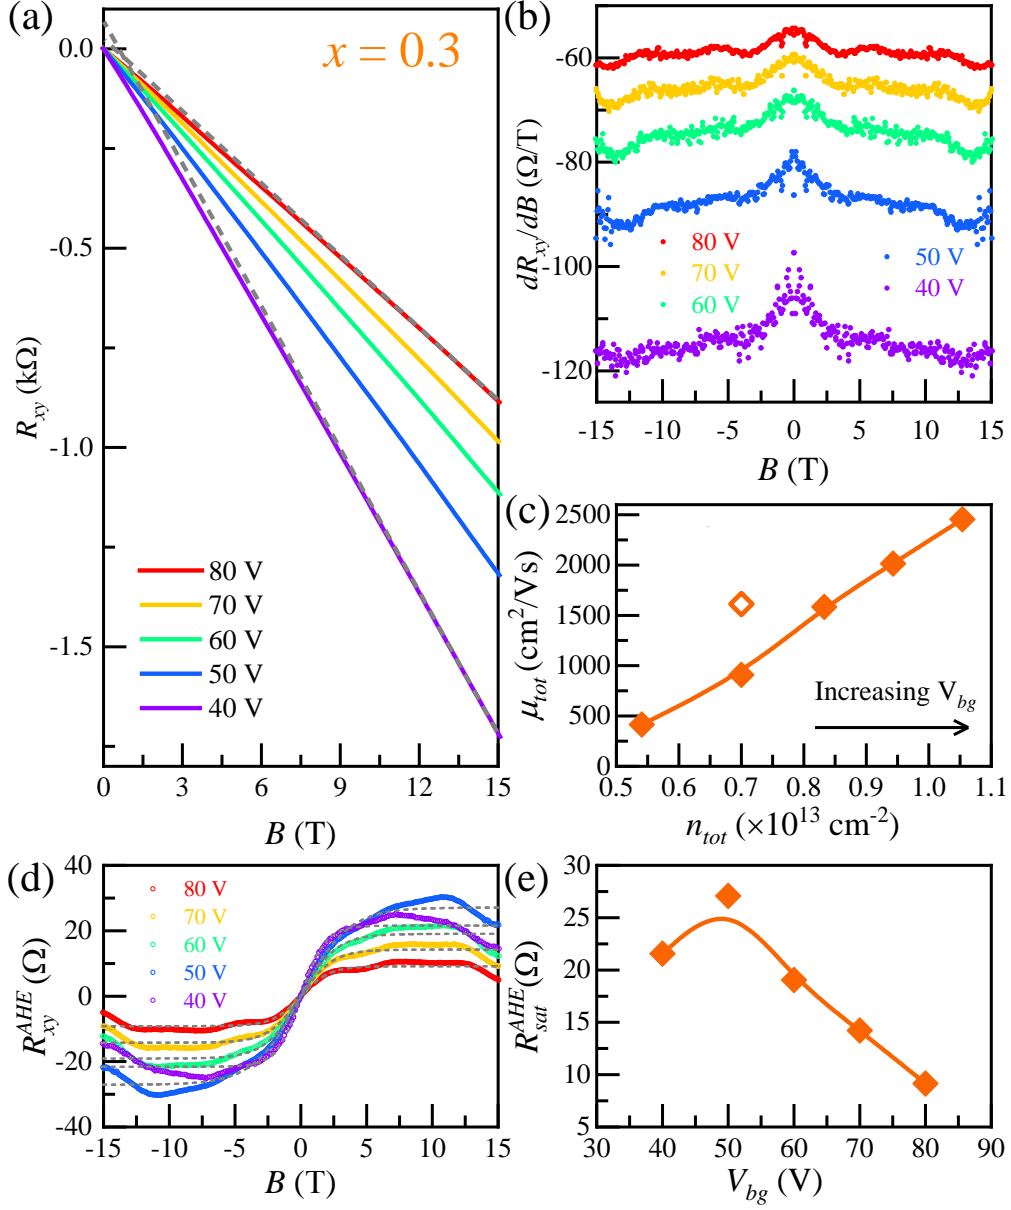 (a)
x = 0.3
0.0
-0.5
-1.0
-1.5
R_xy (kΩ)
80 V
70 V
60 V
50 V
40 V
0 3 6 9 12 15
B (T)
(b)
-60
-80
-100
-120
dR_xy/dB (Ω/T)
80 V
70 V
60 V
50 V
40 V
-15 -10 -5 0 5 10 15
B (T)
(c)
2500
2000
1500
1000
500
0
μ_tot (cm²/Vs)
Increasing V_bg
0.5 0.6 0.7 0.8 0.9 1.0 1.1
n_tot (×10¹³ cm⁻²)
(d)
40
20
0
-20
-40
R_xy^AHE (Ω)
80 V
70 V
60 V
50 V
40 V
-15 -10 -5 0 5 10 15
B (T)
(e)
30
25
20
15
10
5
R_sat^AHE (Ω)
30 40 50 60 70 80 90
V_bg (V)